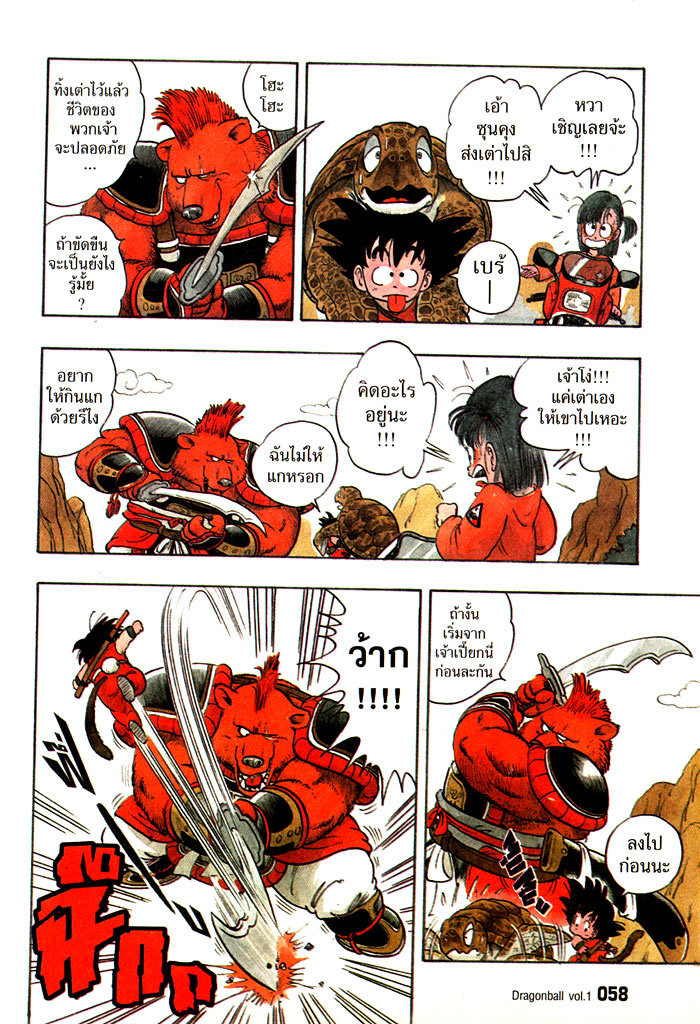 หวา
เชิญเลยจ้ะ
!!!
เอ้า
ซุนคุง
ส่งเต่าไปสิ
!!!
เบร้
—
โฮะ
โฮะ
ทิ้งเต่าไว้แล้ว
ชีวิตของ
พวกเจ้า
จะปลอดภัย
...
ถ้าขัดขืน
จะเป็นยังไง
รู้มั้ย
?
เจ้าโง่!!!
แค่เต่าเอง
ให้เขาไปเหอะ
!!!
คิดอะไร
อยู่นะ
!!!
ฉันไม่ให้
แกหรอก
อยาก
ให้กินแก
ด้วยรึไง
ถ้างั้น
เริ่มจาก
เจ้าเปี๊ยกนี่
ก่อนละกัน
ลงไป
ก่อนนะ
ว้าก
!!!!
Dragonball vol.1 058